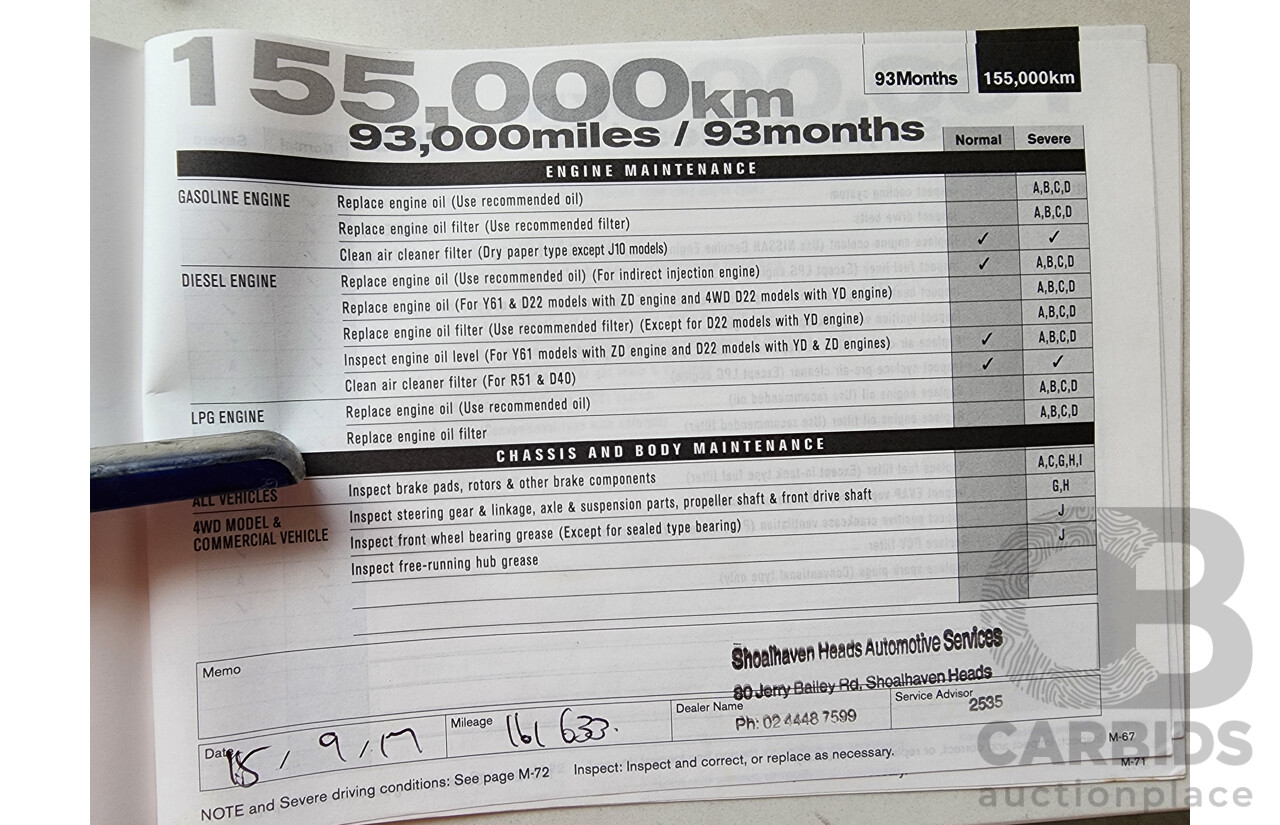 155,000km
93,000miles / 93months
93Months
155,000km
Normal Severe
ENGINE MAINTENANCE
GASOLINE ENGINE Replace engine oil (Use recommended oil) A,B,C,D
Replace engine oil filter (Use recommended filter) A,B,C,D
Clean air cleaner filter (Dry paper type except J10 models) ✓ ✓
DIESEL ENGINE Replace engine oil (Use recommended oil) (For indirect injection engine) ✓ A,B,C,D
Replace engine oil (For Y61 & D22 models with ZD engine and 4WD D22 models with YD engine) A,B,C,D
Replace engine oil filter (Use recommended filter) (Except for D22 models with YD engine) A,B,C,D
Inspect engine oil level (For Y61 models with ZD engine and D22 models with YD & ZD engines) ✓ A,B,C,D
Clean air cleaner filter (For R51 & D40) ✓ ✓
LPG ENGINE Replace engine oil (Use recommended oil) A,B,C,D
Replace engine oil filter A,B,C,D
CHASSIS AND BODY MAINTENANCE
ALL VEHICLES Inspect brake pads, rotors & other brake components A,C,G,H,I
Inspect steering gear & linkage, axle & suspension parts, propeller shaft & front drive shaft G,H
4WD MODEL &
COMMERCIAL VEHICLE Inspect front wheel bearing grease (Except for sealed type bearing) J
Inspect free-running hub grease J
Memo
Shoalhaven Heads Automotive Services
80 Jerry Bailey Rd, Shoalhaven Heads
Date 15 / 9 / 17 Mileage 161 633. Dealer Name Ph: 02 4448 7599 Service Advisor 2535
NOTE and Severe driving conditions: See page M-72 Inspect: Inspect and correct, or replace as necessary.
M-67
M-71
CB
CARBIDS
auctionplace